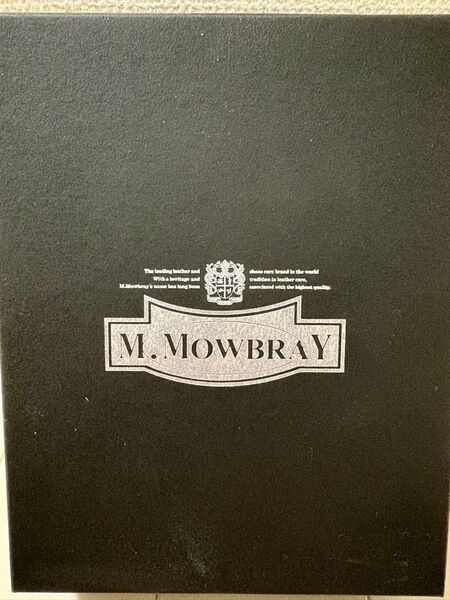 The leading leather and shoes care brand in the world
With a heritage and tradition in leather care,
M.Mowbray's name has long been associated with the highest quality.
M.MOWBRAY